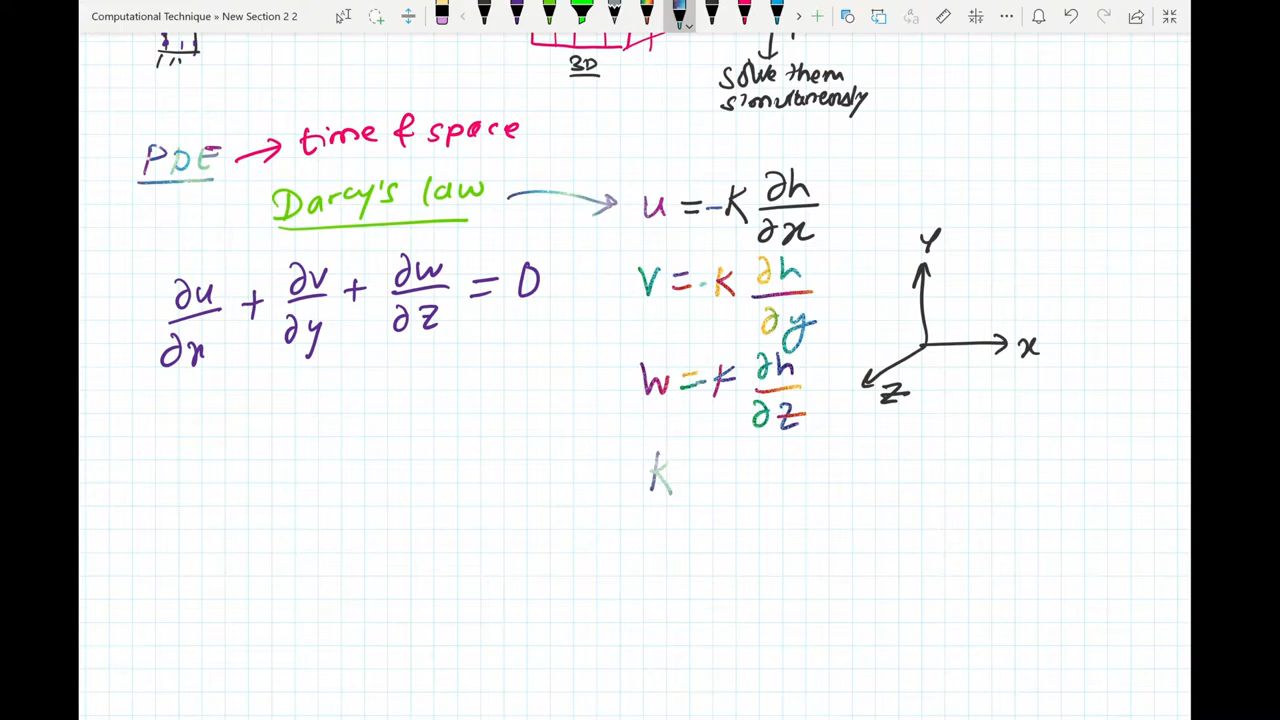 Computational Technique » New Section 2 2
3D
solve them
simultaneously
PDE → time & space
Darcy's law → u = -K ∂h/∂x
∂u/∂x + ∂v/∂y + ∂w/∂z = 0
v = -K ∂h/∂y
w = -K ∂h/∂z
Y
x
Z
K